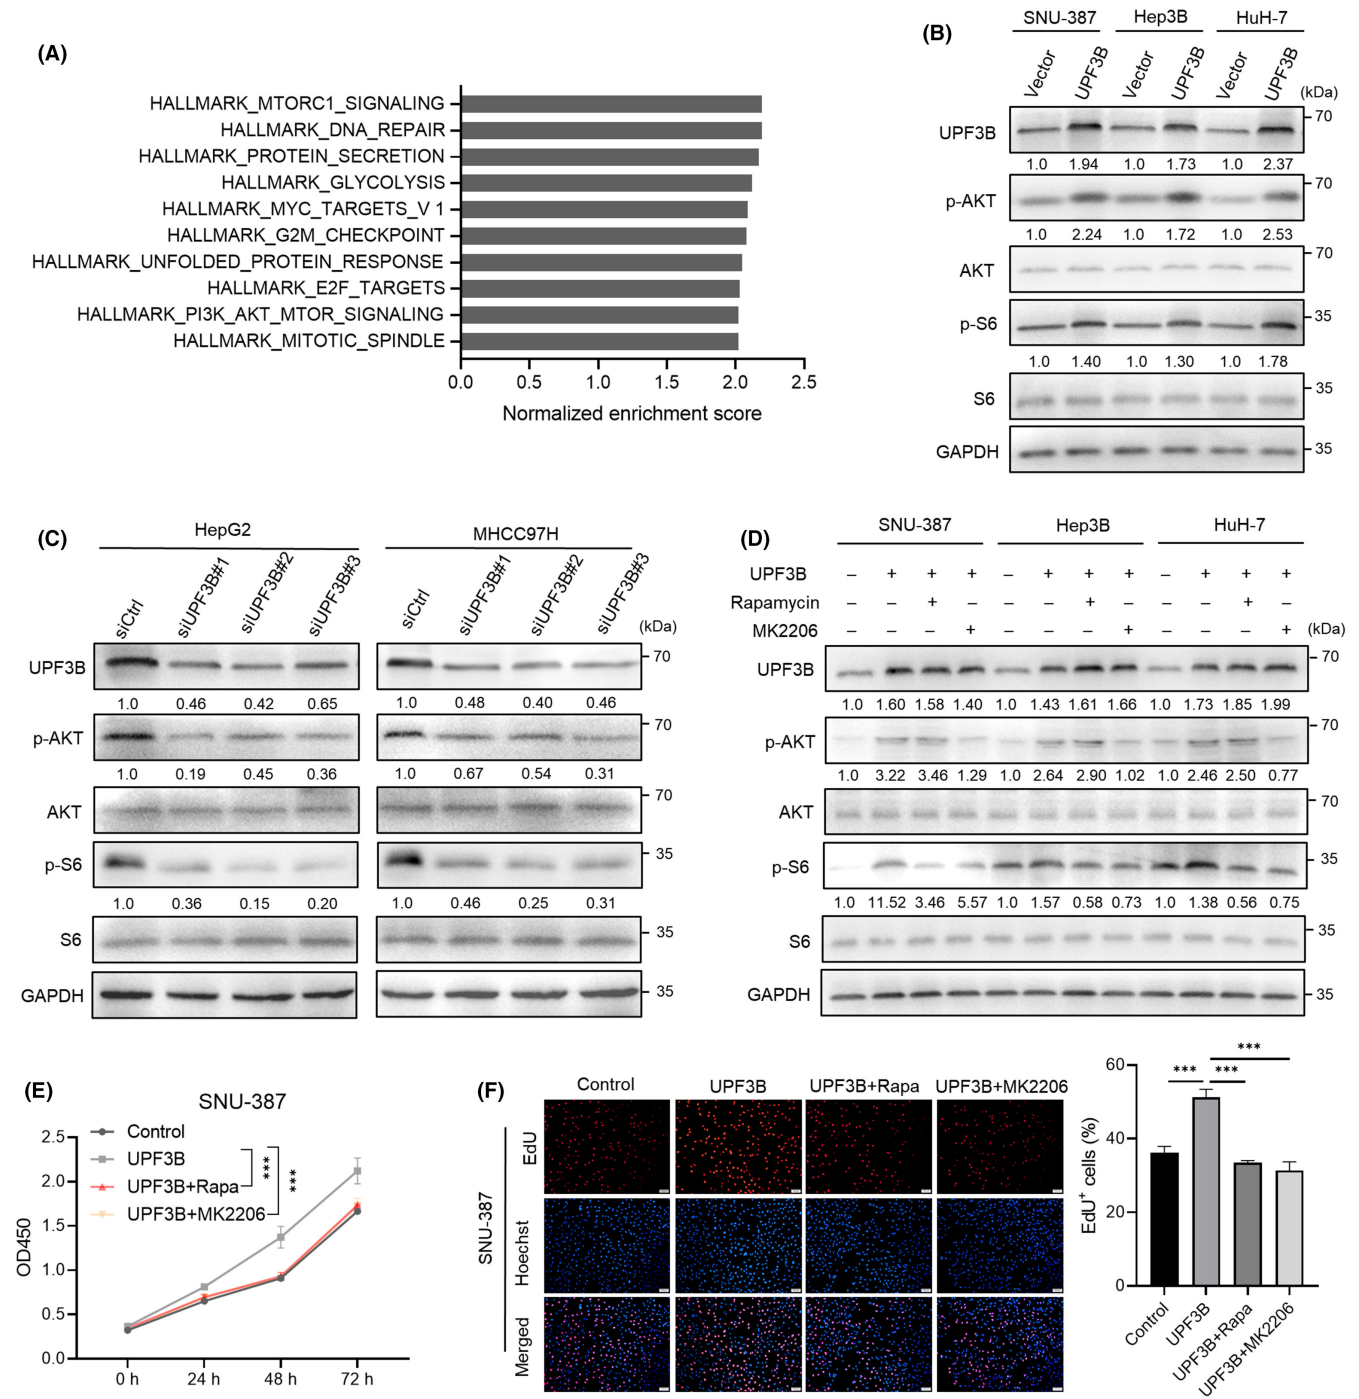 (A)
HALLMARK_MTORC1_SIGNALING
HALLMARK_DNA_REPAIR
HALLMARK_PROTEIN_SECRETION
HALLMARK_GLYCOLYSIS
HALLMARK_MYC_TARGETS_V 1
HALLMARK_G2M_CHECKPOINT
HALLMARK_UNFOLDED_PROTEIN_RESPONSE
HALLMARK_E2F_TARGETS
HALLMARK_PI3K_AKT_MTOR_SIGNALING
HALLMARK_MITOTIC_SPINDLE
0.0 0.5 1.0 1.5 2.0 2.5
Normalized enrichment score
(B)
SNU-387 Hep3B HuH-7
Vector UPF3B Vector UPF3B Vector UPF3B (kDa)
UPF3B 70
1.0 1.94 1.0 1.73 1.0 2.37
p-AKT 70
1.0 2.24 1.0 1.72 1.0 2.53
AKT 70
p-S6 35
1.0 1.40 1.0 1.30 1.0 1.78
S6 35
GAPDH 35
(C)
HepG2 MHCC97H
siCtrl siUPF3B#1 siUPF3B#2 siUPF3B#3 siCtrl siUPF3B#1 siUPF3B#2 siUPF3B#3 (kDa)
UPF3B 70
1.0 0.46 0.42 0.65 1.0 0.48 0.40 0.46
p-AKT 70
1.0 0.19 0.45 0.36 1.0 0.67 0.54 0.31
AKT 70
p-S6 35
1.0 0.36 0.15 0.20 1.0 0.46 0.25 0.31
S6 35
GAPDH 35
(D)
SNU-387 Hep3B HuH-7
UPF3B – + + + – + + + – + + +
Rapamycin – – + – – + – – +
MK2206 – – + – – + – – + (kDa)
UPF3B 70
1.0 1.60 1.58 1.40 1.0 1.43 1.61 1.66 1.0 1.73 1.85 1.99
p-AKT 70
1.0 3.22 3.46 1.29 1.0 2.64 2.90 1.02 1.0 2.46 2.50 0.77
AKT 70
p-S6 35
1.0 11.52 3.46 5.57 1.0 1.57 0.58 0.73 1.0 1.38 0.56 0.75
S6 35
GAPDH 35
(E)
SNU-387
Control
UPF3B
UPF3B+Rapa
UPF3B+MK2206
*** ***
OD450
2.5
2.0
1.5
1.0
0.5
0.0
0 h 24 h 48 h 72 h
(F)
Control UPF3B UPF3B+Rapa UPF3B+MK2206
SNU-387
EdU
Hoechst
Merged
EdU+ cells (%)
60
40
20
0
***
*** ***
Control UPF3B UPF3B+Rapa UPF3B+MK2206